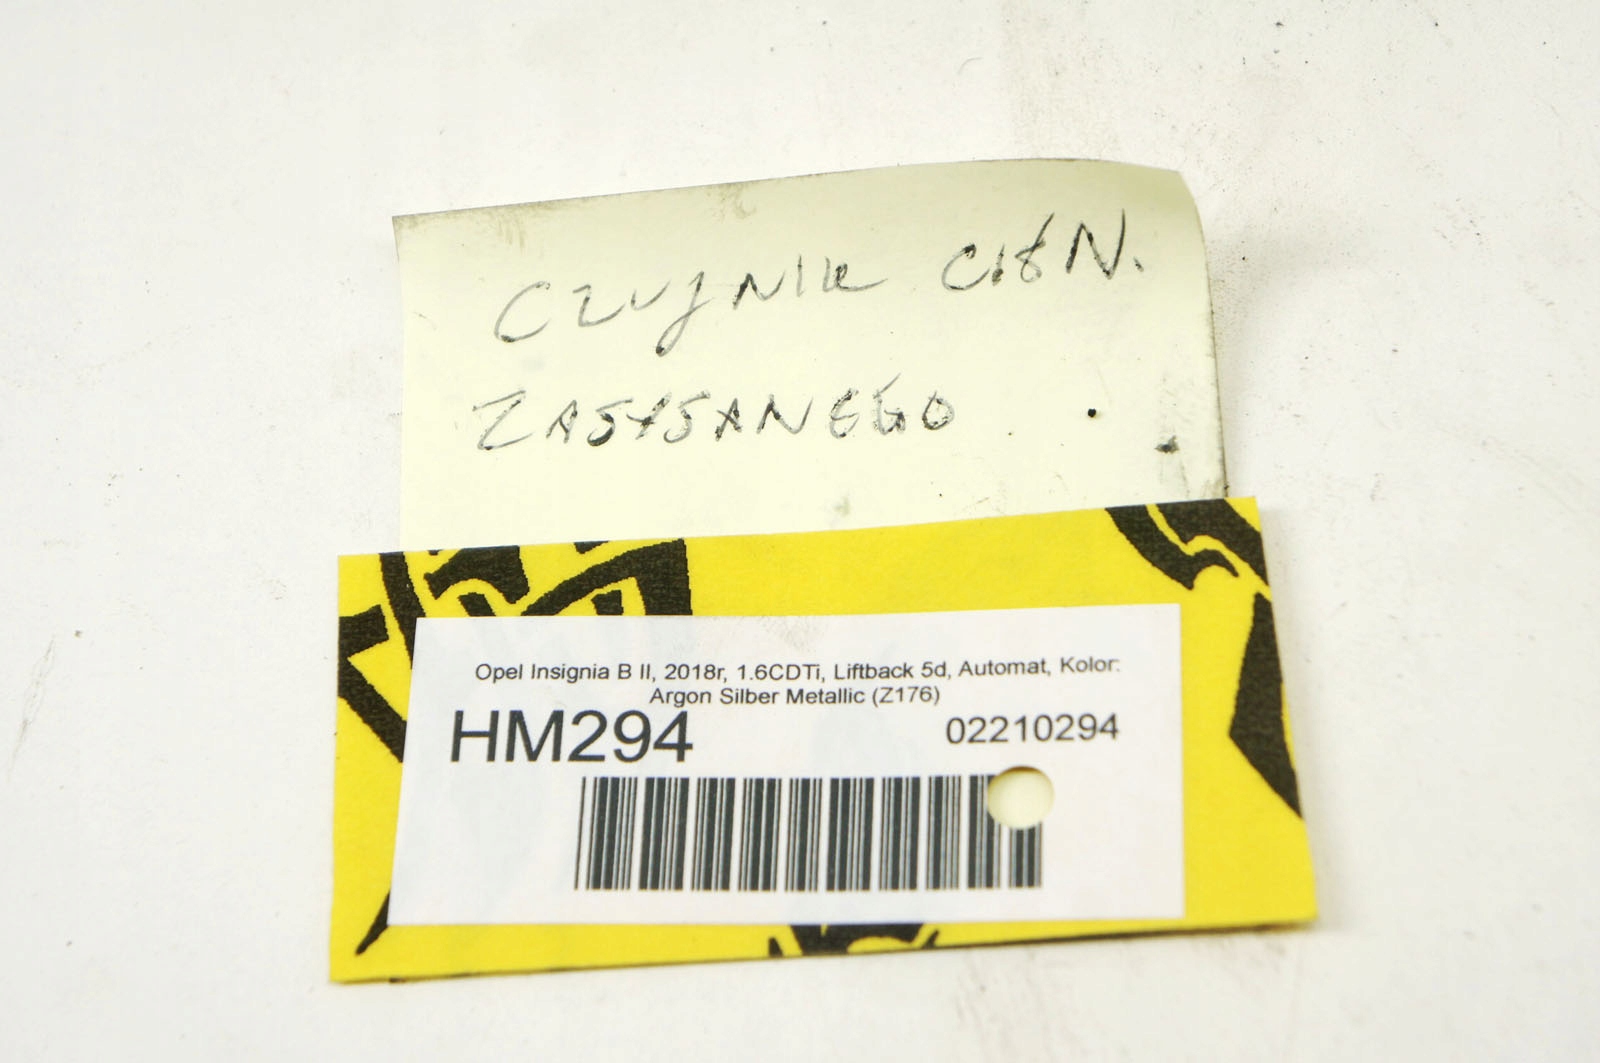 CZUJNIK CIŚN.
ZASYSANEGO
Opel Insignia B II, 2018r, 1.6CDTi, Liftback 5d, Automat, Kolor:
Argon Silber Metallic (Z176)
HM294 02210294